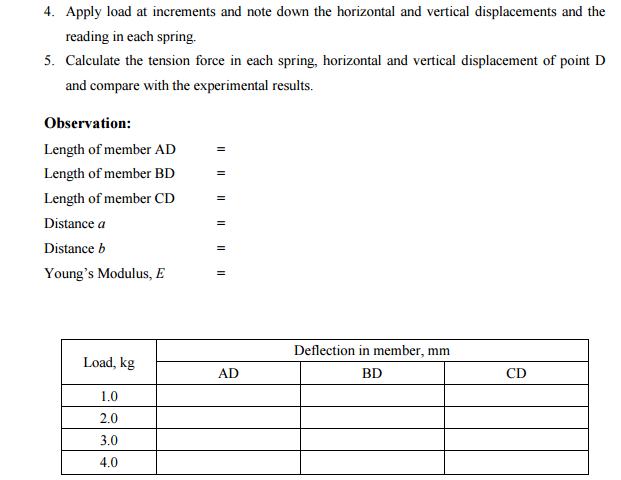 4. Apply load at increments and note down the horizontal and vertical displacements and the
reading in each spring.
5. Calculate the tension force in each spring, horizontal and vertical displacement of point D
and compare with the experimental results.
Observation:
Length of member AD =
Length of member BD =
Length of member CD =
Distance a =
Distance b =
Young's Modulus, E =
Load, kg Deflection in member, mm
AD BD CD
1.0
2.0
3.0
4.0